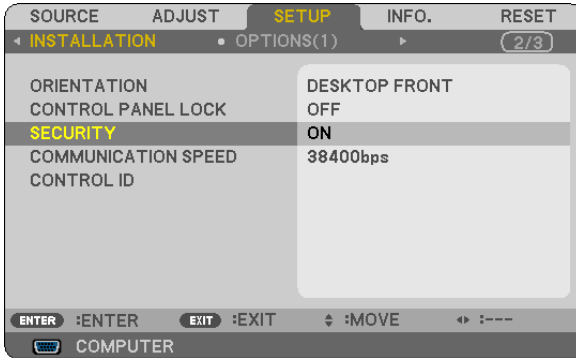 SOURCE ADJUST SETUP INFO. RESET
INSTALLATION • OPTIONS(1) 2/3
ORIENTATION DESKTOP FRONT
CONTROL PANEL LOCK OFF
SECURITY ON
COMMUNICATION SPEED 38400bps
CONTROL ID
ENTER :ENTER EXIT :EXIT :MOVE :---
COMPUTER